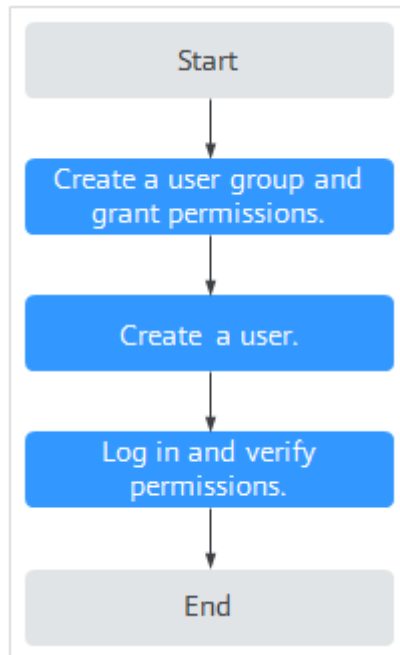 Start
Create a user group and
grant permissions.
Create a user.
Log in and verify
permissions.
End